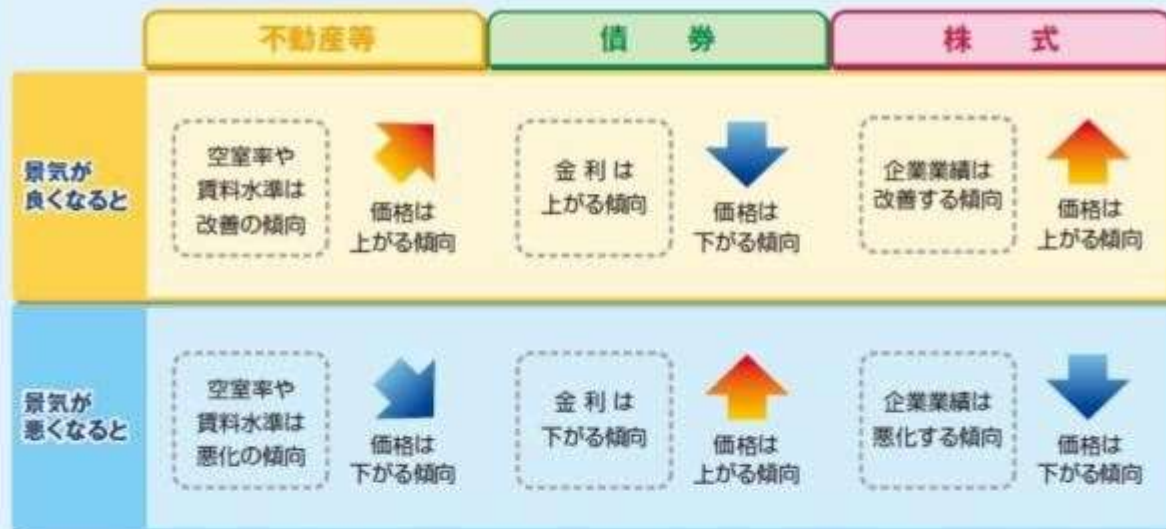 不動産等
債 券
株 式
景気が
良くなると
空室率や
賃料水準は
改善の傾向
価格は
上がる傾向
金利は
上がる傾向
価格は
下がる傾向
企業業績は
改善する傾向
価格は
上がる傾向
景気が
悪くなると
空室率や
賃料水準は
悪化の傾向
価格は
下がる傾向
金利は
下がる傾向
価格は
上がる傾向
企業業績は
悪化する傾向
価格は
下がる傾向